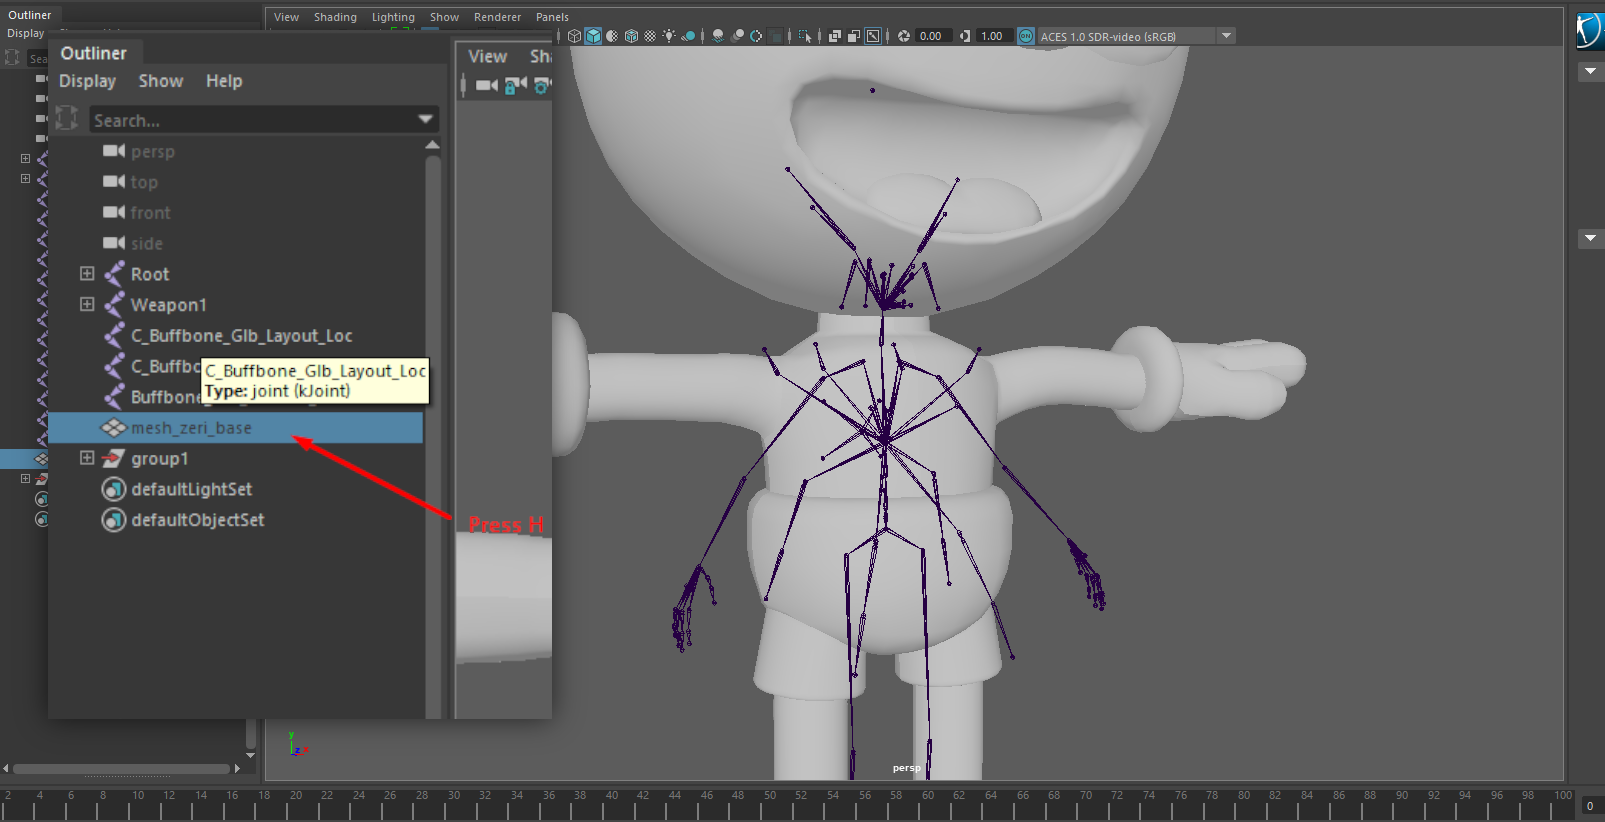 Outliner
Display
Sea
View Shading Lighting Show Renderer Panels
0.00 1.00 ON ACES 1.0 SDR-video (sRGB)
Outliner
Display Show Help
Search...
persp
top
front
side
Root
Weapon1
C_Buffbone_Glb_Layout_Loc
C_Buffbo
Buffbone
C_Buffbone_Glb_Layout_Loc
Type: joint (kJoint)
mesh_zeri_base
group1
defaultLightSet
defaultObjectSet
View Sh
Press H
y
z x
persp
2 4 6 8 10 12 14 16 18 20 22 24 26 28 30 32 34 36 38 40 42 44 46 48 50 52 54 56 58 60 62 64 66 68 70 72 74 76 78 80 82 84 86 88 90 92 94 96 98 100
0